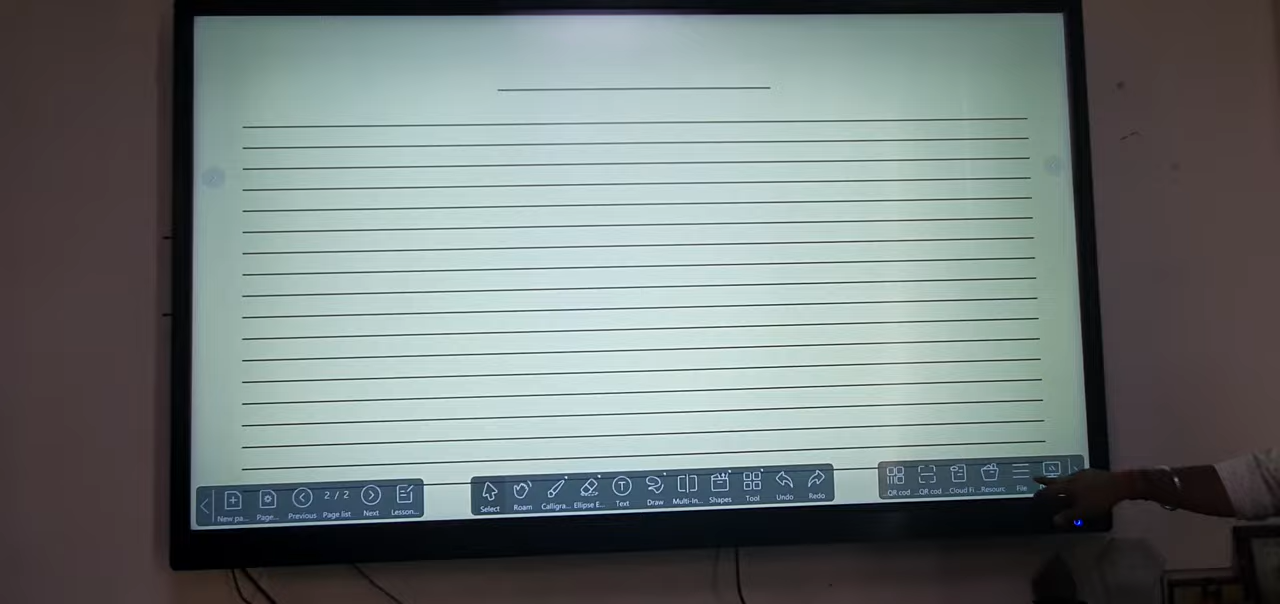 New pa... Page... Previous 2 / 2 Page list Next Lesson...
Select Roam Calligra... Ellipse E... Text Draw Multi-In... Shapes Tool Undo Redo
...QR cod ...QR cod ...Cloud Fi ...Resourc File